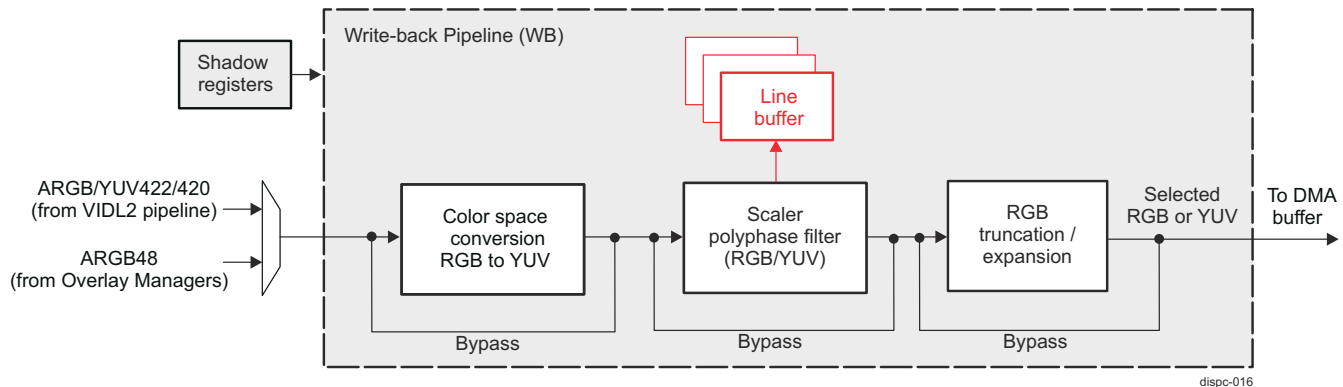 Write-back Pipeline (WB)
Shadow
registers
Line
buffer
ARGB/YUV422/420
(from VIDL2 pipeline)
ARGB48
(from Overlay Managers)
Color space
conversion
RGB to YUV
Scaler
polyphase filter
(RGB/YUV)
RGB
truncation /
expansion
Selected
RGB or YUV
To DMA
buffer
Bypass
Bypass
Bypass
dispc-016